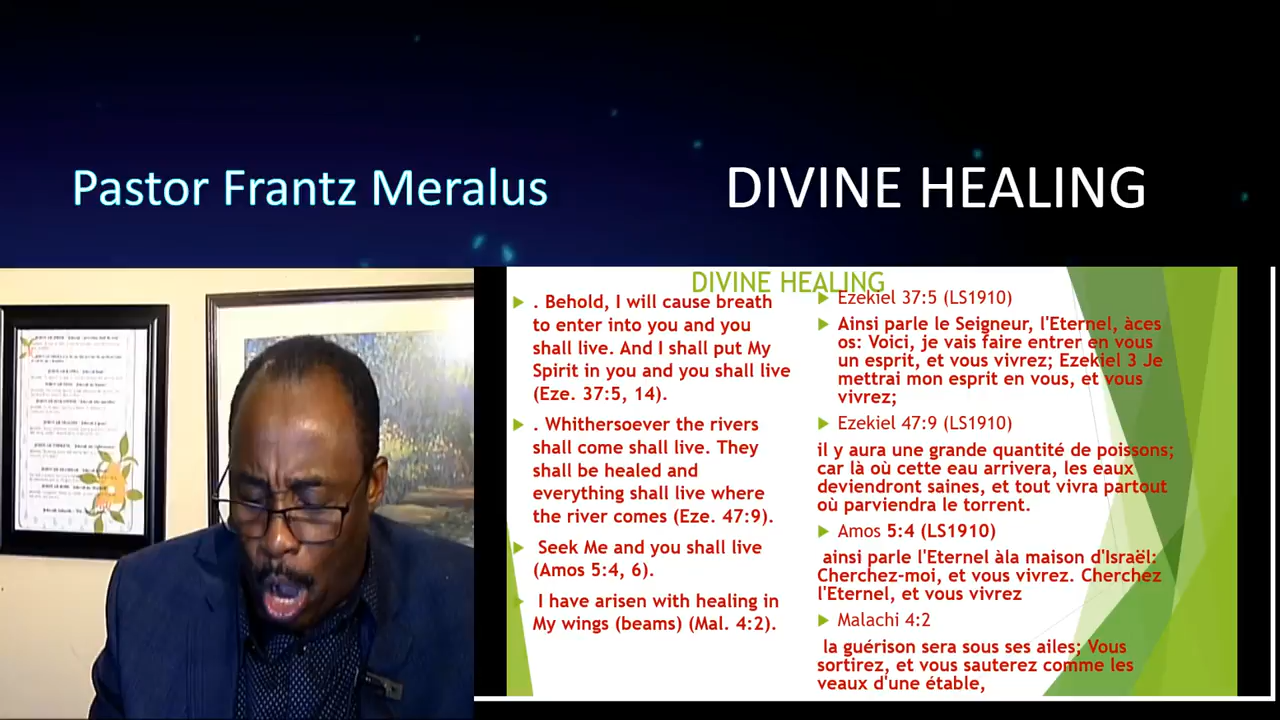 Pastor Frantz Meralus
DIVINE HEALING
DIVINE HEALING
. Behold, I will cause breath
to enter into you and you
shall live. And I shall put My
Spirit in you and you shall live
(Eze. 37:5, 14).
. Whithersoever the rivers
shall come shall live. They
shall be healed and
everything shall live where
the river comes (Eze. 47:9).
Seek Me and you shall live
(Amos 5:4, 6).
I have arisen with healing in
My wings (beams) (Mal. 4:2).
Ezekiel 37:5 (LS1910)
Ainsi parle le Seigneur, l'Eternel, àces
os: Voici, je vais faire entrer en vous
un esprit, et vous vivrez; Ezekiel 3 Je
mettrai mon esprit en vous, et vous
vivrez;
Ezekiel 47:9 (LS1910)
il y aura une grande quantité de poissons;
car là où cette eau arrivera, les eaux
deviendront saines, et tout vivra partout
où parviendra le torrent.
Amos 5:4 (LS1910)
ainsi parle l'Eternel àla maison d'Israël:
Cherchez-moi, et vous vivrez. Cherchez
l'Eternel, et vous vivrez
Malachi 4:2
la guérison sera sous ses ailes; Vous
sortirez, et vous sauterez comme les
veaux d'une étable,